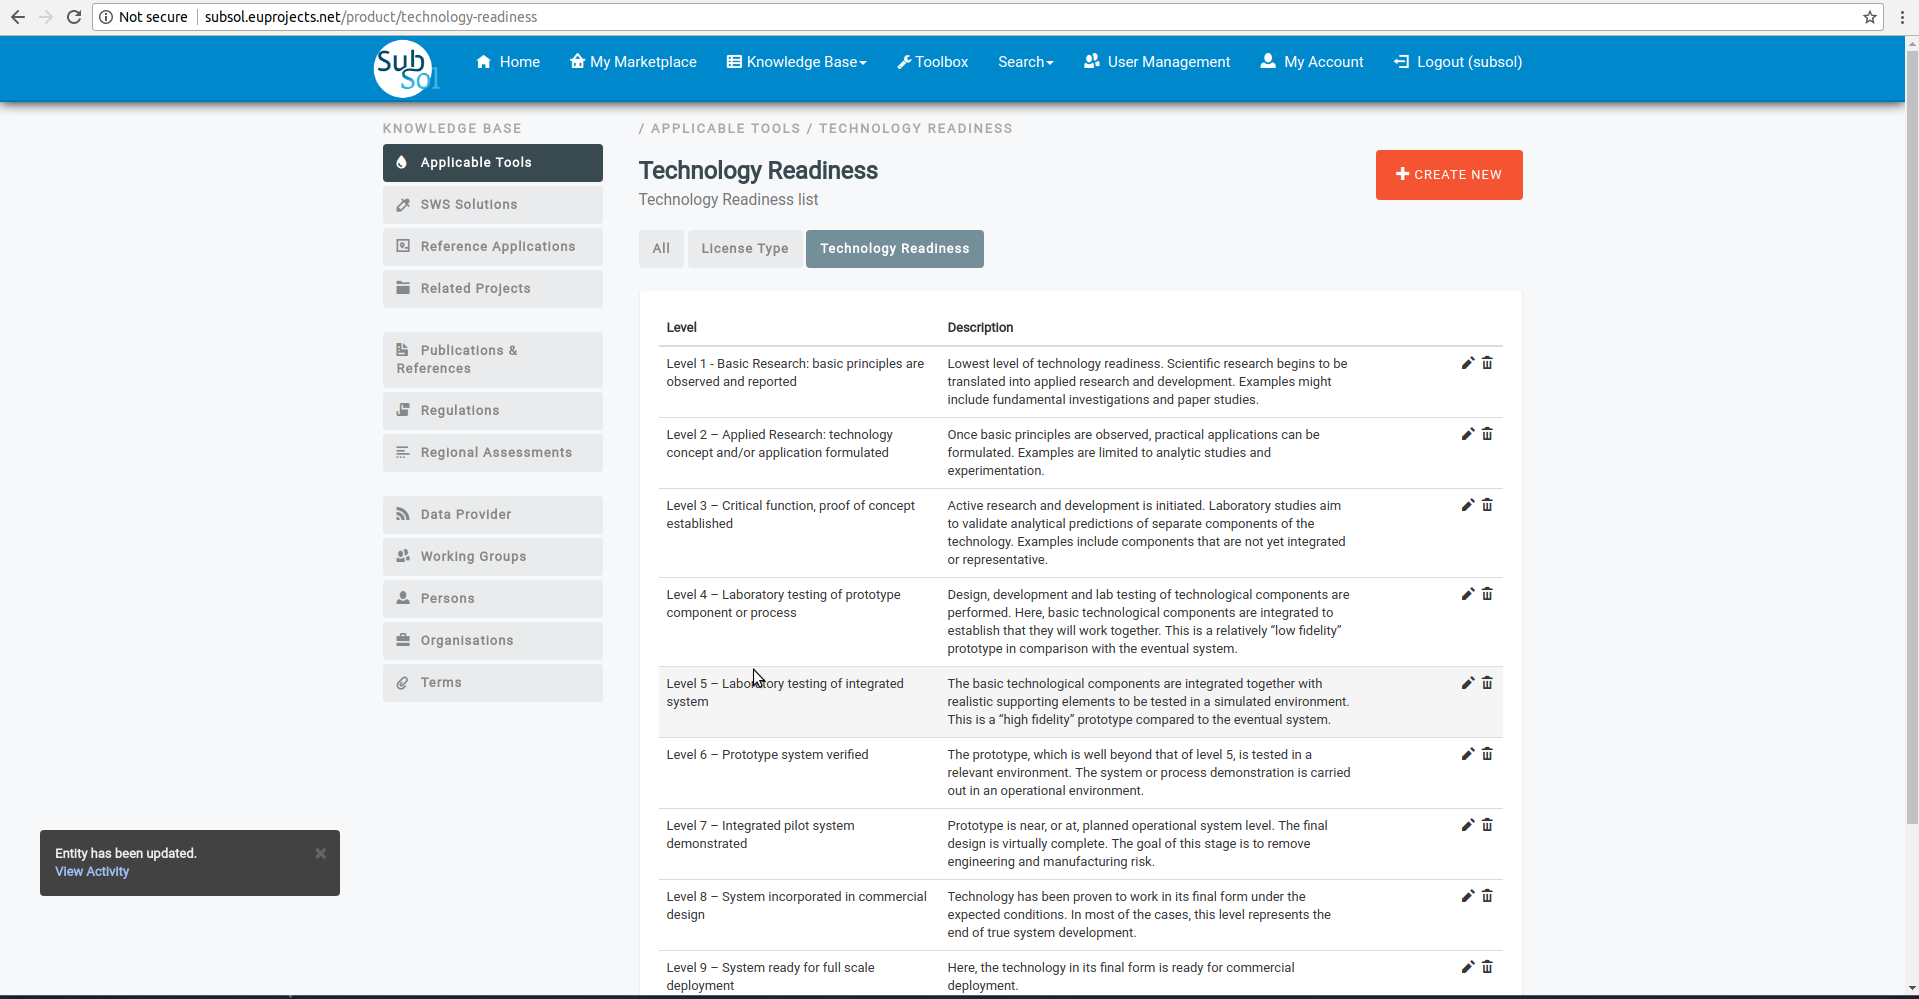 Not secure
subsol.euprojects.net/product/technology-readiness
Sub
Sol
Home
My Marketplace
Knowledge Base
Toolbox
Search
User Management
My Account
Logout (subsol)
KNOWLEDGE BASE
Applicable Tools
SWS Solutions
Reference Applications
Related Projects
Publications &
References
Regulations
Regional Assessments
Data Provider
Working Groups
Persons
Organisations
Terms
/ APPLICABLE TOOLS / TECHNOLOGY READINESS
Technology Readiness
Technology Readiness list
CREATE NEW
All
License Type
Technology Readiness
Level
Description
Level 1 - Basic Research: basic principles are
observed and reported
Lowest level of technology readiness. Scientific research begins to be
translated into applied research and development. Examples might
include fundamental investigations and paper studies.
Level 2 – Applied Research: technology
concept and/or application formulated
Once basic principles are observed, practical applications can be
formulated. Examples are limited to analytic studies and
experimentation.
Level 3 – Critical function, proof of concept
established
Active research and development is initiated. Laboratory studies aim
to validate analytical predictions of separate components of the
technology. Examples include components that are not yet integrated
or representative.
Level 4 – Laboratory testing of prototype
component or process
Design, development and lab testing of technological components are
performed. Here, basic technological components are integrated to
establish that they will work together. This is a relatively “low fidelity”
prototype in comparison with the eventual system.
Level 5 – Laboratory testing of integrated
system
The basic technological components are integrated together with
realistic supporting elements to be tested in a simulated environment.
This is a “high fidelity” prototype compared to the eventual system.
Level 6 – Prototype system verified
The prototype, which is well beyond that of level 5, is tested in a
relevant environment. The system or process demonstration is carried
out in an operational environment.
Level 7 – Integrated pilot system
demonstrated
Prototype is near, or at, planned operational system level. The final
design is virtually complete. The goal of this stage is to remove
engineering and manufacturing risk.
Level 8 – System incorporated in commercial
design
Technology has been proven to work in its final form under the
expected conditions. In most of the cases, this level represents the
end of true system development.
Level 9 – System ready for full scale
deployment
Here, the technology in its final form is ready for commercial
deployment.
Entity has been updated.
View Activity